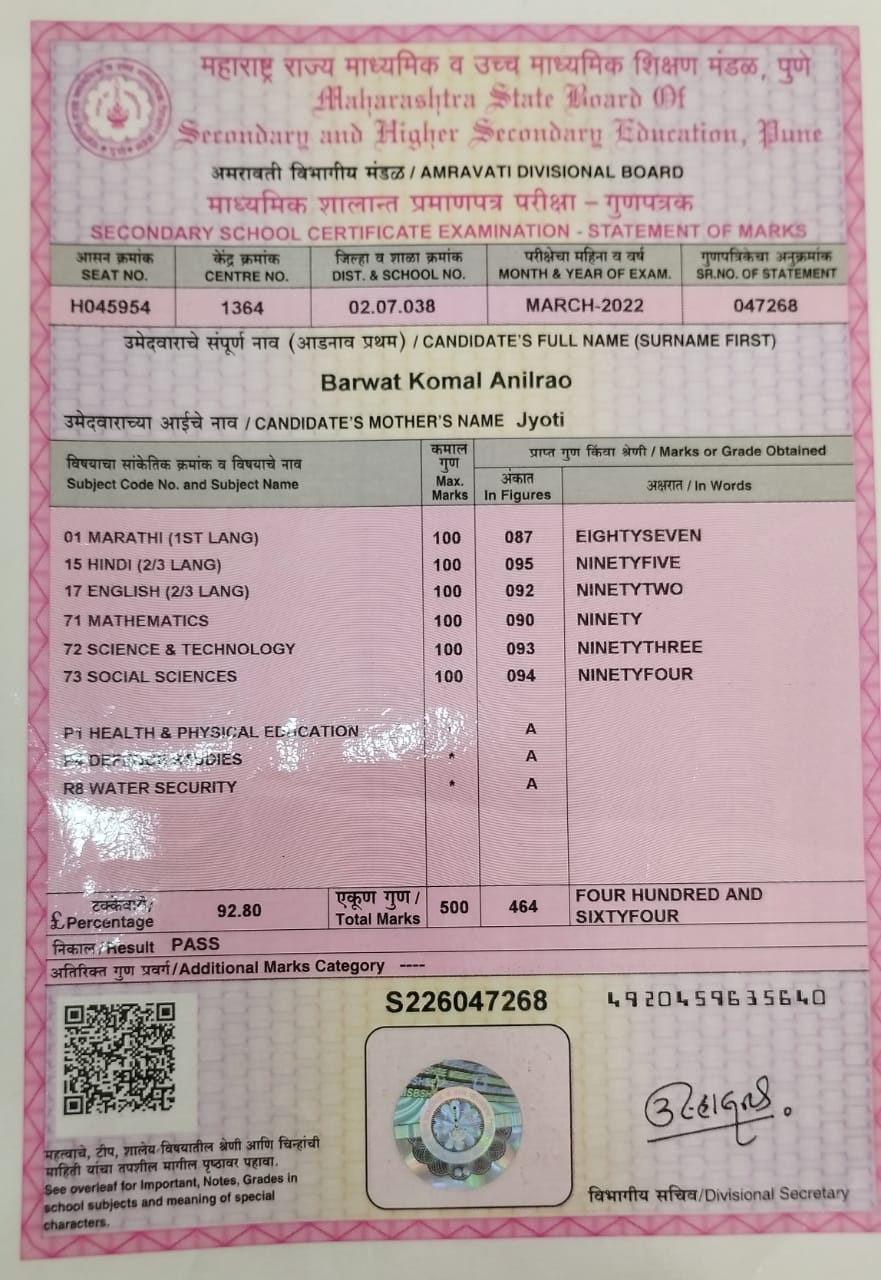 महाराष्ट्र राज्य माध्यमिक व उच्च माध्यमिक शिक्षण मंडळ, पुणे
Maharashtra State Board Of
Secondary and Higher Secondary Education, Pune
अमरावती विभागीय मंडळ / AMRAVATI DIVISIONAL BOARD
माध्यमिक शालान्त प्रमाणपत्र परीक्षा – गुणपत्रक
SECONDARY SCHOOL CERTIFICATE EXAMINATION - STATEMENT OF MARKS
आसन क्रमांक केंद्र क्रमांक जिल्हा व शाळा क्रमांक परीक्षेचा महिना व वर्ष गुणपत्रिकेचा अनुक्रमांक
SEAT NO. CENTRE NO. DIST. & SCHOOL NO. MONTH & YEAR OF EXAM. SR.NO. OF STATEMENT
H045954 1364 02.07.038 MARCH-2022 047268
उमेदवाराचे संपूर्ण नाव (आडनाव प्रथम) / CANDIDATE'S FULL NAME (SURNAME FIRST)
Barwat Komal Anilrao
उमेदवाराच्या आईचे नाव / CANDIDATE'S MOTHER'S NAME Jyoti
विषयाचा सांकेतिक क्रमांक व विषयाचे नाव
Subject Code No. and Subject Name
कमाल
गुण
Max.
Marks
प्राप्त गुण किंवा श्रेणी / Marks or Grade Obtained
अंकात
In Figures
अक्षरात / In Words
01 MARATHI (1ST LANG) 100 087 EIGHTYSEVEN
15 HINDI (2/3 LANG) 100 095 NINETYFIVE
17 ENGLISH (2/3 LANG) 100 092 NINETYTWO
71 MATHEMATICS 100 090 NINETY
72 SCIENCE & TECHNOLOGY 100 093 NINETYTHREE
73 SOCIAL SCIENCES 100 094 NINETYFOUR
P1 HEALTH & PHYSICAL EDUCATION A
STUDIES * A
R8 WATER SECURITY * A
टक्केवारी/
£ Percentage 92.80
एकूण गुण /
Total Marks 500 464
FOUR HUNDRED AND
SIXTYFOUR
निकाल/Result PASS
अतिरिक्त गुण प्रवर्ग/Additional Marks Category ----
S226047268
4920459635640
महत्वाचे, टीप, शालेय विषयातील श्रेणी आणि चिन्हांची
माहिती यांचा तपशील मागील पृष्ठावर पहावा.
See overleaf for Important, Notes, Grades in
school subjects and meaning of special
characters.
विभागीय सचिव/Divisional Secretary